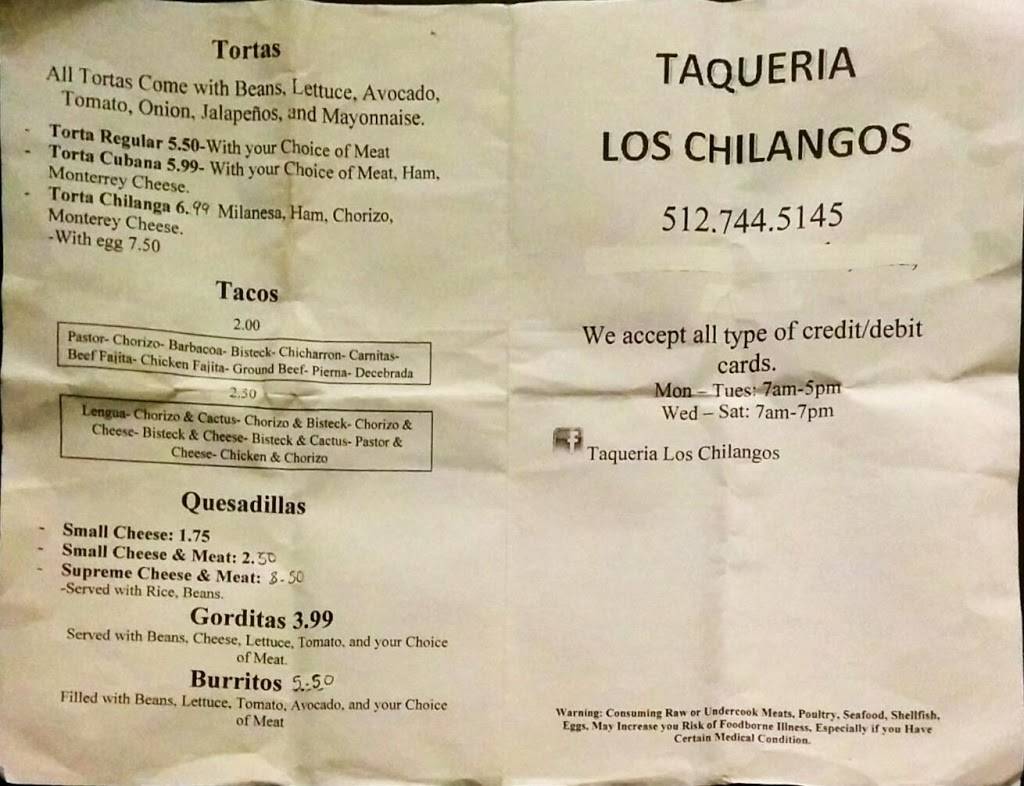 Tortas
All Tortas Come with Beans, Lettuce, Avocado,
Tomato, Onion, Jalapeños, and Mayonnaise.
- Torta Regular 5.50-With your Choice of Meat
- Torta Cubana 5.99- With your Choice of Meat, Ham,
Monterrey Cheese.
- Torta Chilanga 6.99 Milanesa, Ham, Chorizo,
Monterey Cheese.
-With egg 7.50
Tacos
2.00
Pastor- Chorizo- Barbacoa- Bisteck- Chicharron- Carnitas-
Beef Fajita- Chicken Fajita- Ground Beef- Pierna- Decebrada
2.50
Lengua- Chorizo & Cactus- Chorizo & Bisteck- Chorizo &
Cheese- Bisteck & Cheese- Bisteck & Cactus- Pastor &
Cheese- Chicken & Chorizo
Quesadillas
- Small Cheese: 1.75
- Small Cheese & Meat: 2.50
- Supreme Cheese & Meat: 8.50
-Served with Rice, Beans.
Gorditas 3.99
Served with Beans, Cheese, Lettuce, Tomato, and your Choice
of Meat.
Burritos 5.50
Filled with Beans, Lettuce, Tomato, Avocado, and your Choice
of Meat
TAQUERIA
LOS CHILANGOS
512.744.5145
We accept all type of credit/debit
cards.
Mon – Tues: 7am-5pm
Wed – Sat: 7am-7pm
f Taqueria Los Chilangos
Warning: Consuming Raw or Undercook Meats, Poultry, Seafood, Shellfish,
Eggs, May Increase you Risk of Foodborne Illness, Especially if you Have
Certain Medical Condition.